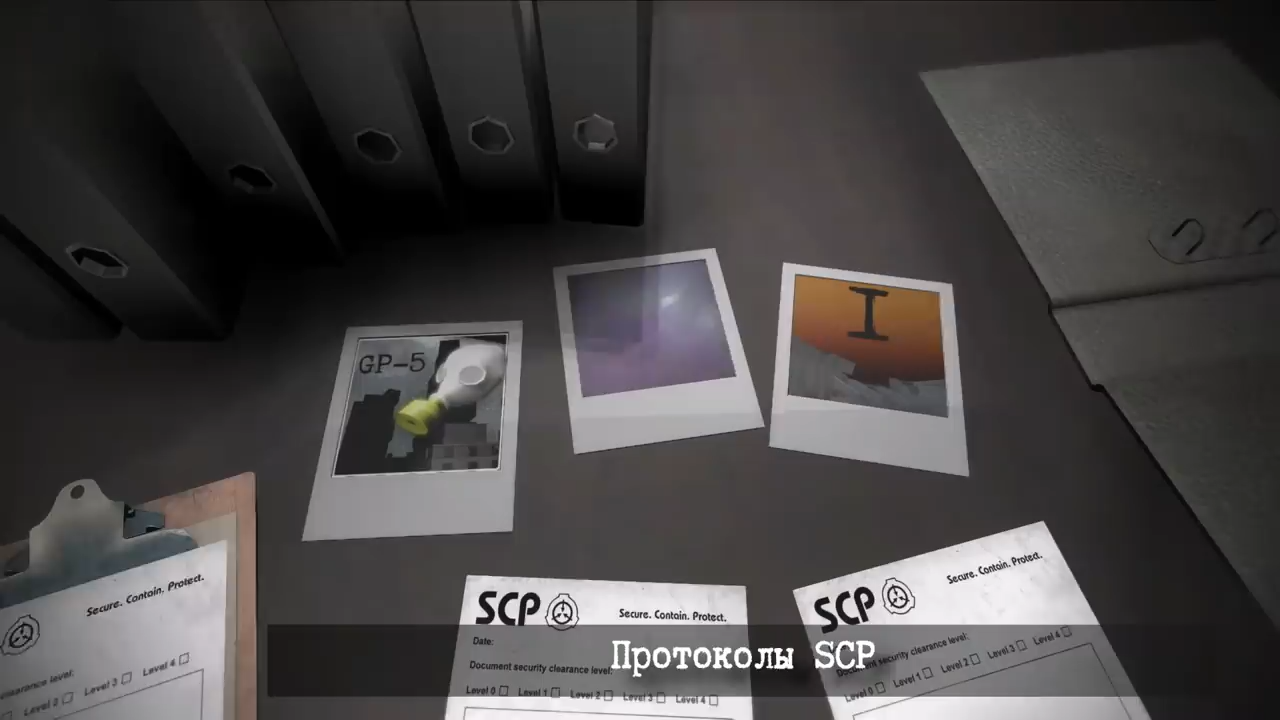 GP-5
I
Secure. Contain. Protect.
clearance level:
Level 3 Level 4
SCP
Secure. Contain. Protect.
Date:
Document security clearance level:
Level 0 Level 1 Level 2 Level 3 Level 4
SCP
Secure. Contain. Protect.
Document security clearance level:
Level 0 Level 1 Level 2 Level 3 Level 4
Протоколы SCP